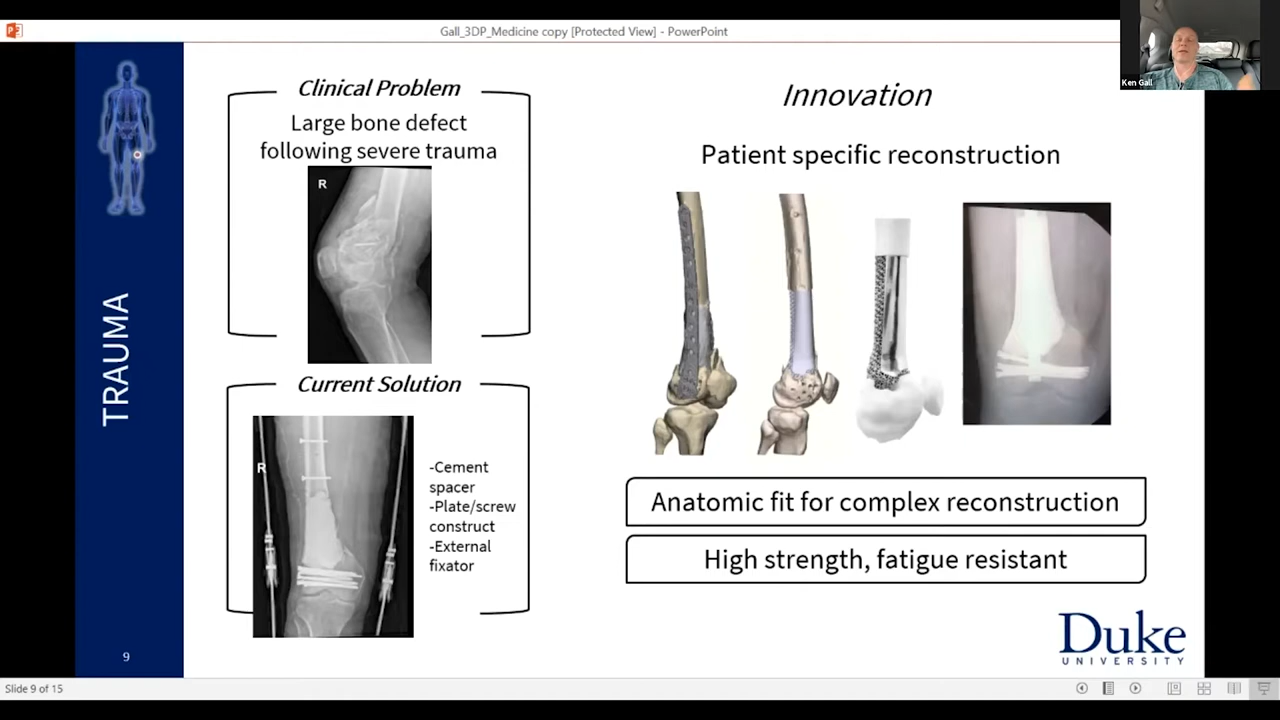 Gall_3DP_Medicine copy [Protected View] - PowerPoint
Ken Gall
TRAUMA
9
Clinical Problem
Large bone defect
following severe trauma
R
Current Solution
R
-Cement
spacer
-Plate/screw
construct
-External
fixator
Innovation
Patient specific reconstruction
Anatomic fit for complex reconstruction
High strength, fatigue resistant
Duke
UNIVERSITY
Slide 9 of 15